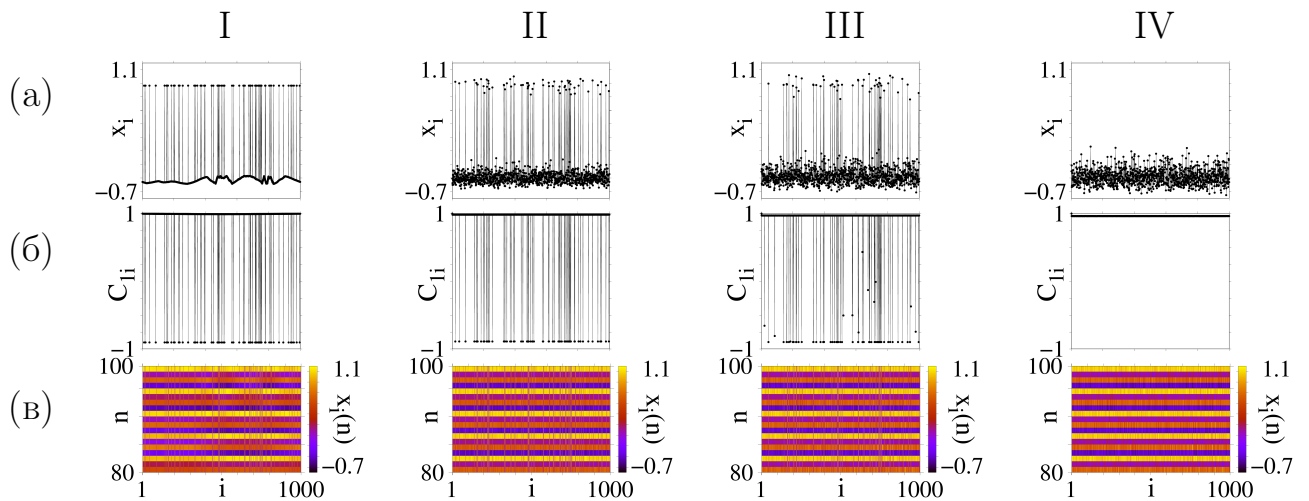 I II III IV
(а)
1.1 1.1 1.1 1.1
x_i x_i x_i x_i
−0.7 −0.7 −0.7 −0.7
(б)
1 1 1 1
C_1i C_1i C_1i C_1i
−1 −1 −1 −1
(в)
100 1.1 100 1.1 100 1.1 100 1.1
n x_i(n) n x_i(n) n x_i(n) n x_i(n)
80 −0.7 80 −0.7 80 −0.7 80 −0.7
1 i 1000 1 i 1000 1 i 1000 1 i 1000